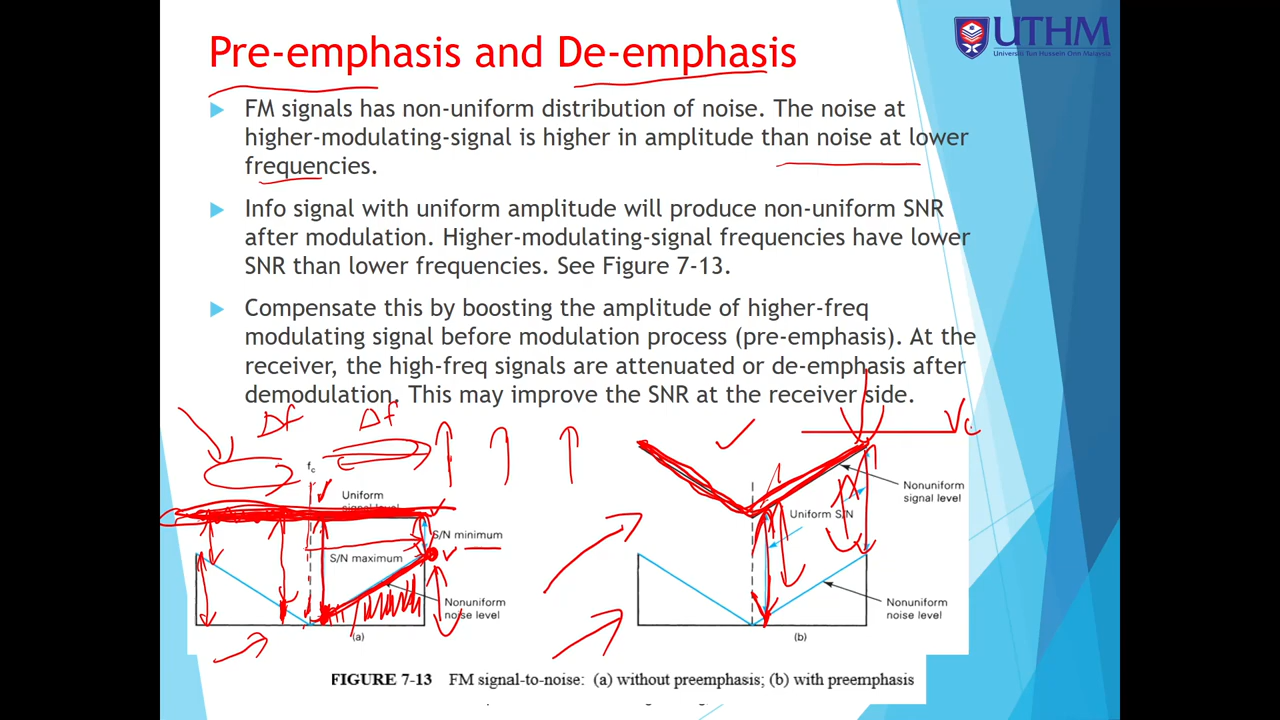 Pre-emphasis and De-emphasis
UTHM
Universiti Tun Hussein Onn Malaysia
FM signals has non-uniform distribution of noise. The noise at
higher-modulating-signal is higher in amplitude than noise at lower
frequencies.
Info signal with uniform amplitude will produce non-uniform SNR
after modulation. Higher-modulating-signal frequencies have lower
SNR than lower frequencies. See Figure 7-13.
Compensate this by boosting the amplitude of higher-freq
modulating signal before modulation process (pre-emphasis). At the
receiver, the high-freq signals are attenuated or de-emphasis after
demodulation. This may improve the SNR at the receiver side.
Δf
Δf
Vc
fc
Uniform
signal level
S/N minimum
S/N maximum
Nonuniform
noise level
(a)
Nonuniform
signal level
Uniform S/N
Nonuniform
noise level
(b)
FIGURE 7-13 FM signal-to-noise: (a) without preemphasis; (b) with preemphasis